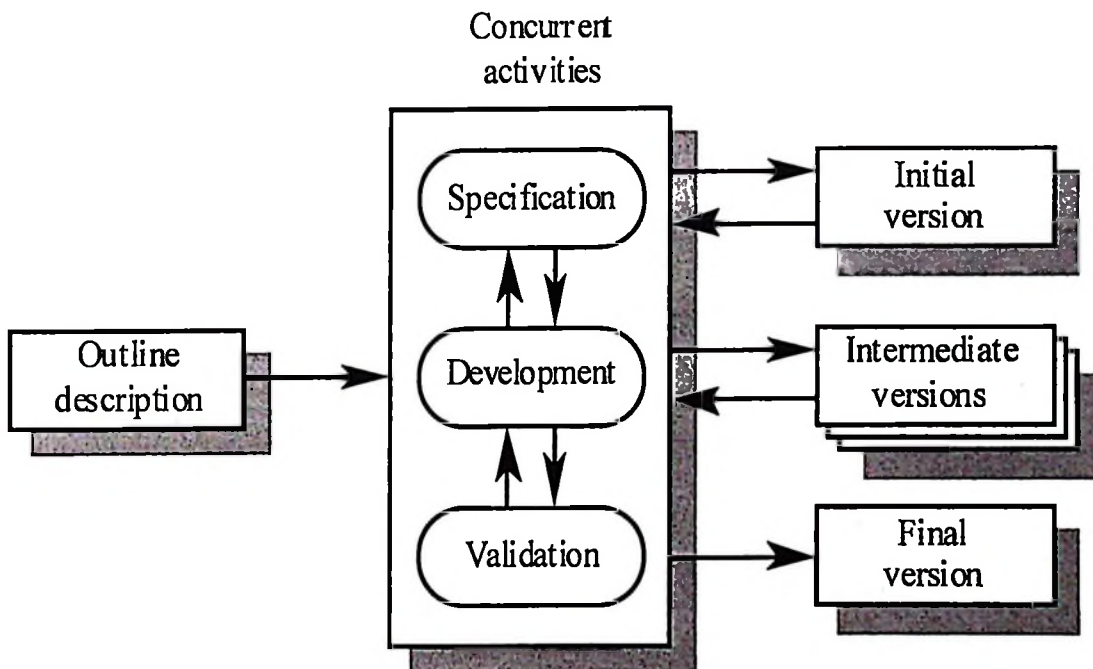 Concurrent
activities
Specification
Initial
version
Outline
description
Development
Intermediate
versions
Validation
Final
version